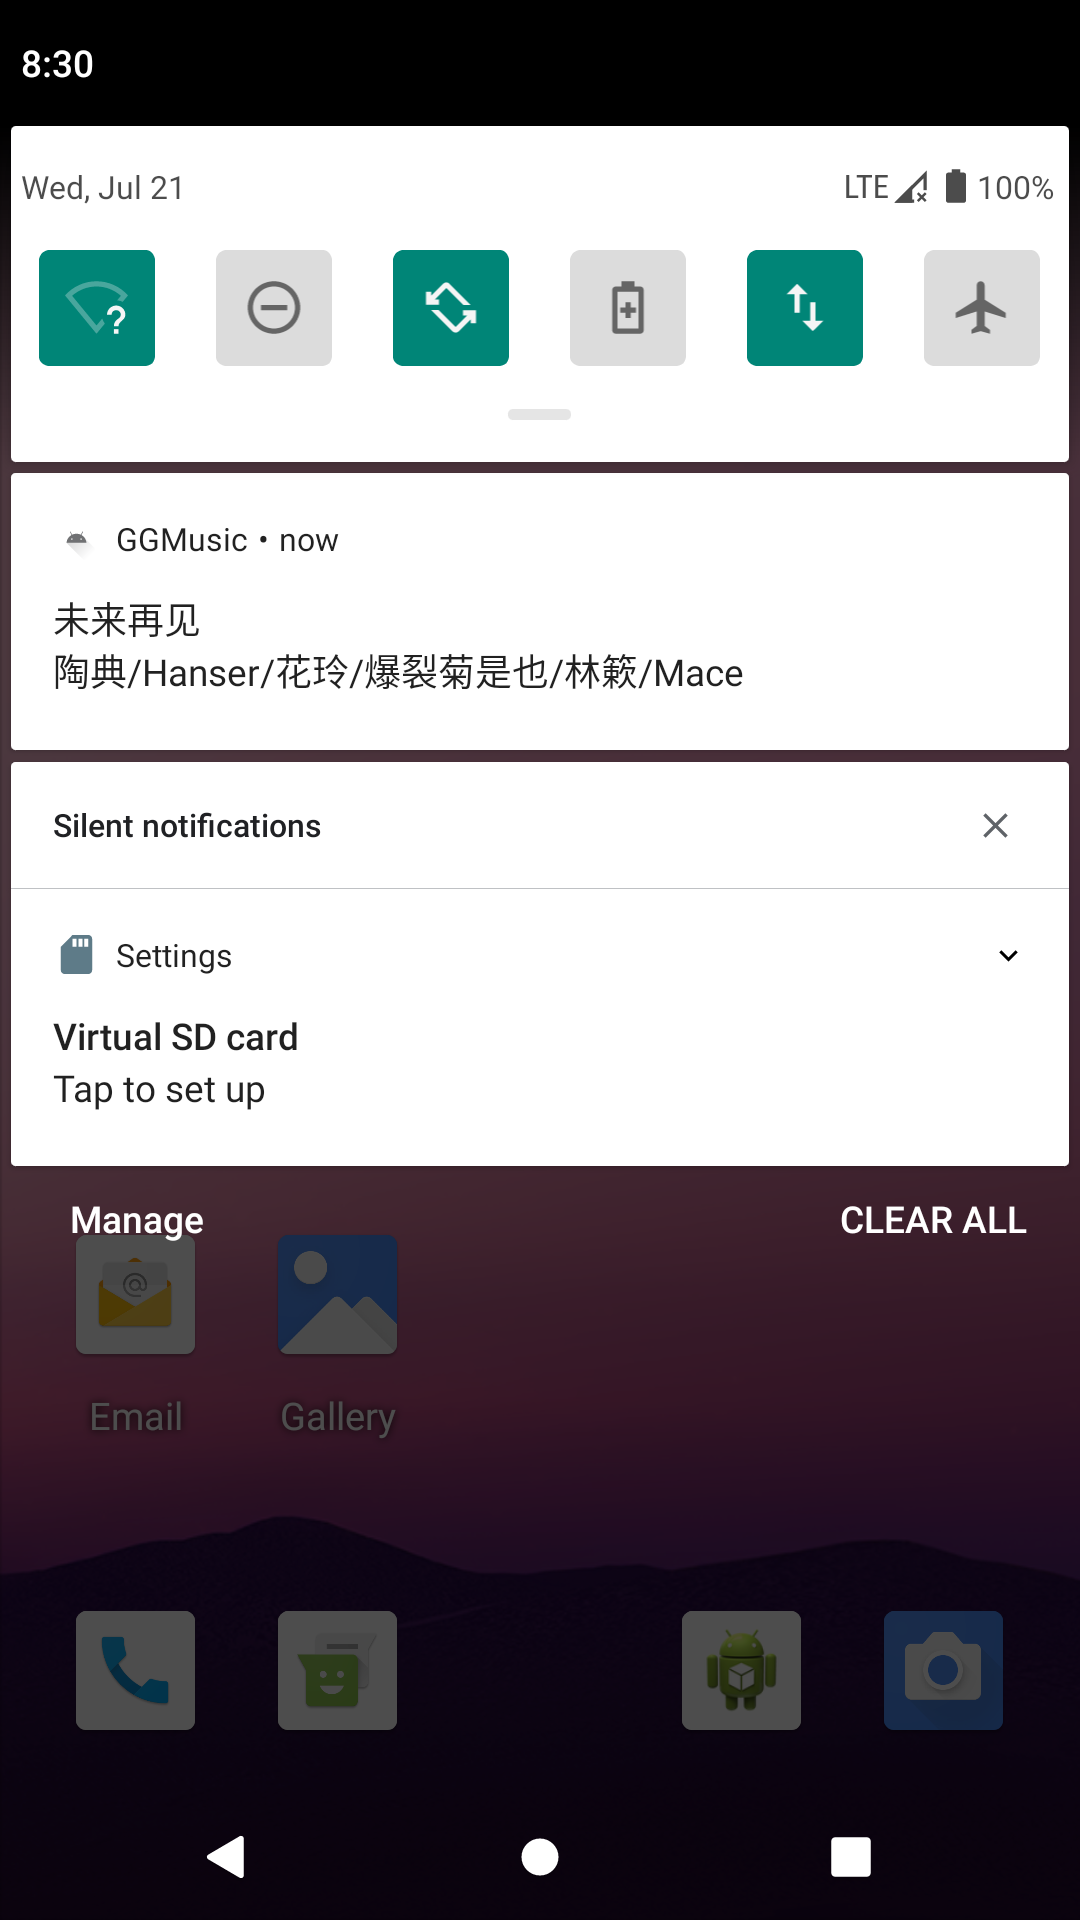 8:30
Wed, Jul 21
LTE 100%
GGMusic • now
未来再见
陶典/Hanser/花玲/爆裂菊是也/林簌/Mace
Silent notifications
Settings
Virtual SD card
Tap to set up
Manage
CLEAR ALL
Email
Gallery